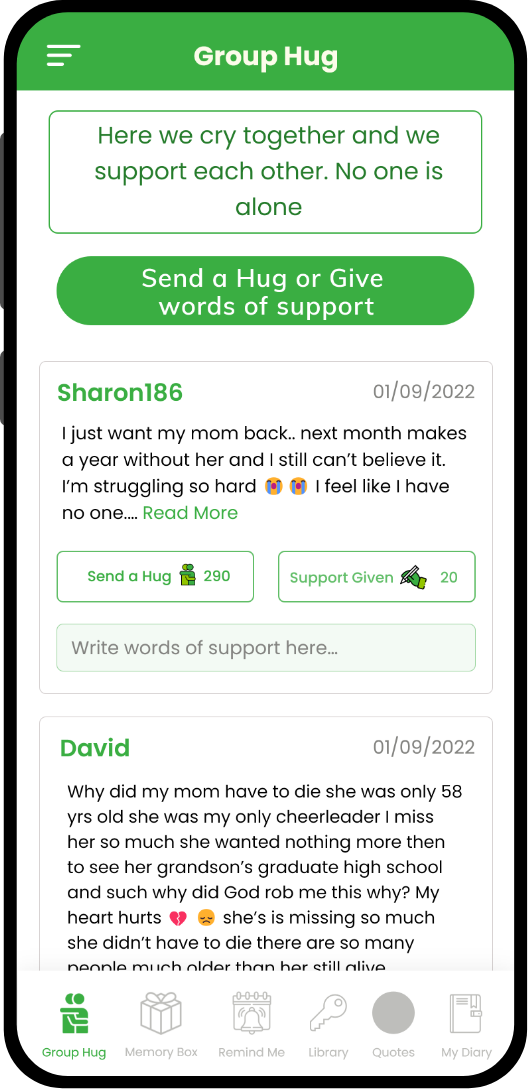 Group Hug
Here we cry together and we
support each other. No one is
alone
Send a Hug or Give
words of support
Sharon186 01/09/2022
I just want my mom back.. next month makes
a year without her and I still can’t believe it.
I’m struggling so hard 😭 😭 I feel like I have
no one.... Read More
Send a Hug 290 Support Given 20
Write words of support here...
David 01/09/2022
Why did my mom have to die she was only 58
yrs old she was my only cheerleader I miss
her so much she wanted nothing more then
to see her grandson’s graduate high school
and such why did God rob me this why? My
heart hurts 💔 😞 she’s is missing so much
she didn’t have to die there are so many
people much older than her still alive
Group Hug Memory Box Remind Me Library Quotes My Diary